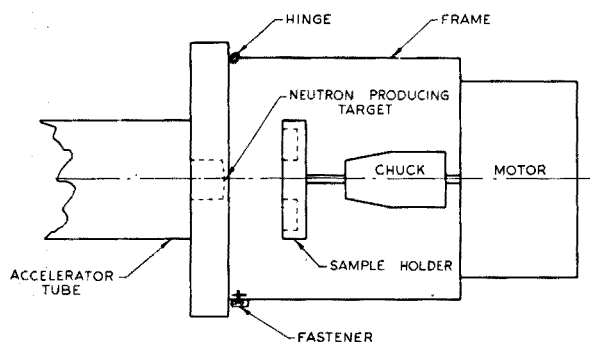 HINGE
FRAME
NEUTRON PRODUCING
TARGET
CHUCK
MOTOR
ACCELERATOR
TUBE
SAMPLE HOLDER
FASTENER